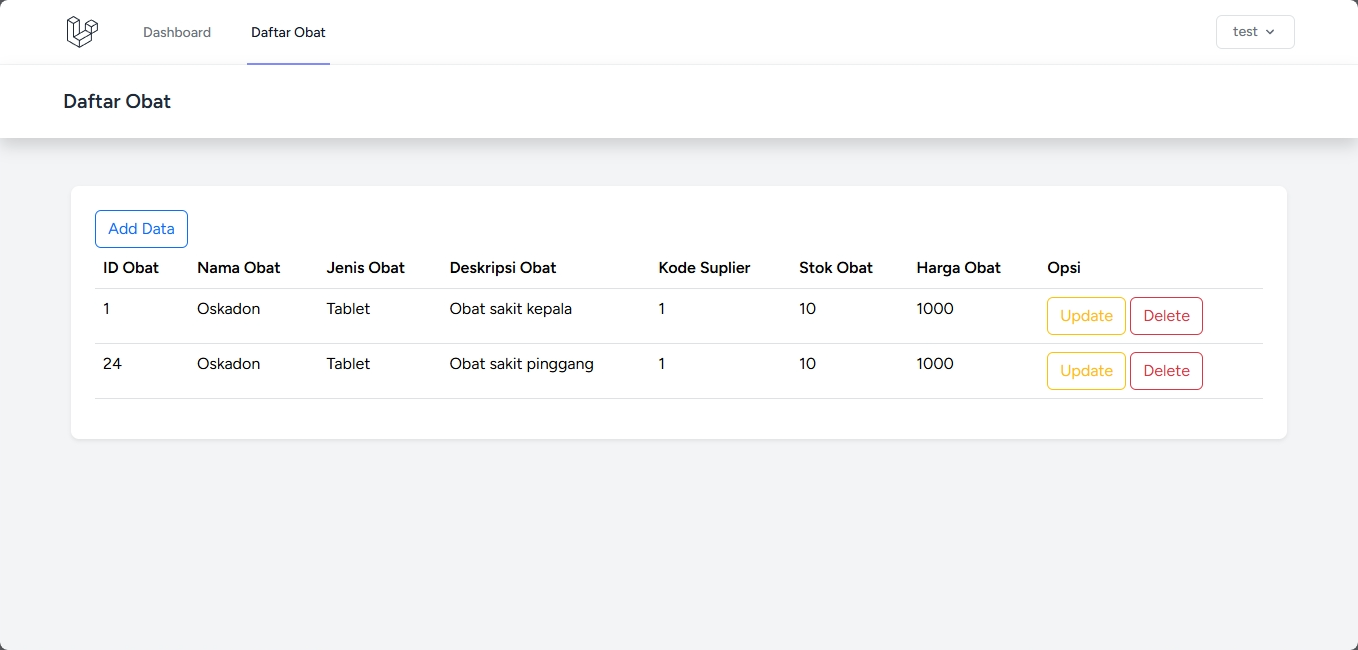 Dashboard Daftar Obat test
Daftar Obat
Add Data
ID Obat Nama Obat Jenis Obat Deskripsi Obat Kode Suplier Stok Obat Harga Obat Opsi
1 Oskadon Tablet Obat sakit kepala 1 10 1000 Update Delete
24 Oskadon Tablet Obat sakit pinggang 1 10 1000 Update Delete